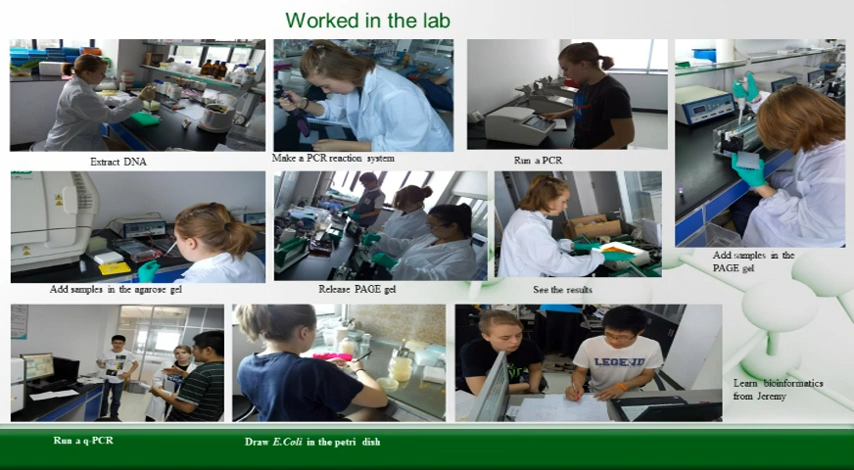 Worked in the lab
Extract DNA
Make a PCR reaction system
Run a PCR
Add samples in the agarose gel
Release PAGE gel
See the results
Add samples in the
PAGE gel
LEGEND
Learn bioinformatics
from Jeremy
Run a q-PCR
Draw E.Coli in the petri dish